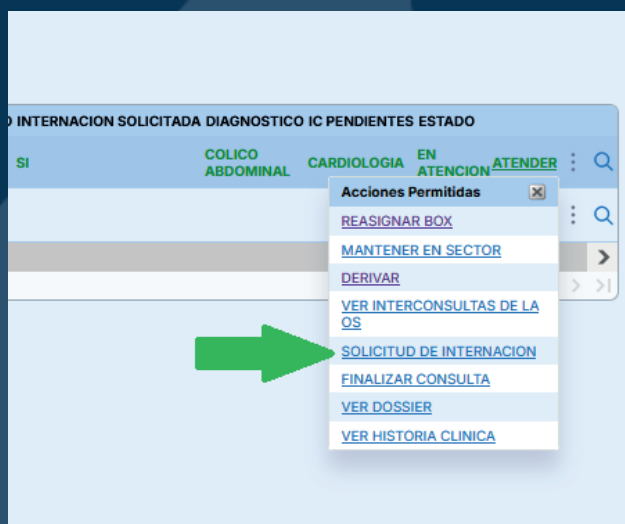 INTERNACION SOLICITADA DIAGNOSTICO IC PENDIENTES ESTADO
SI COLICO ABDOMINAL CARDIOLOGIA EN ATENCION ATENDER
Acciones Permitidas
REASIGNAR BOX
MANTENER EN SECTOR
DERIVAR
VER INTERCONSULTAS DE LA
OS
SOLICITUD DE INTERNACION
FINALIZAR CONSULTA
VER DOSSIER
VER HISTORIA CLINICA